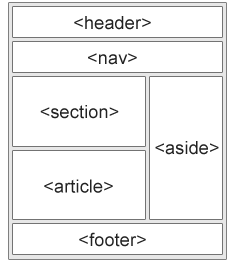 <header>
<nav>
<section>
<aside>
<article>
<footer>